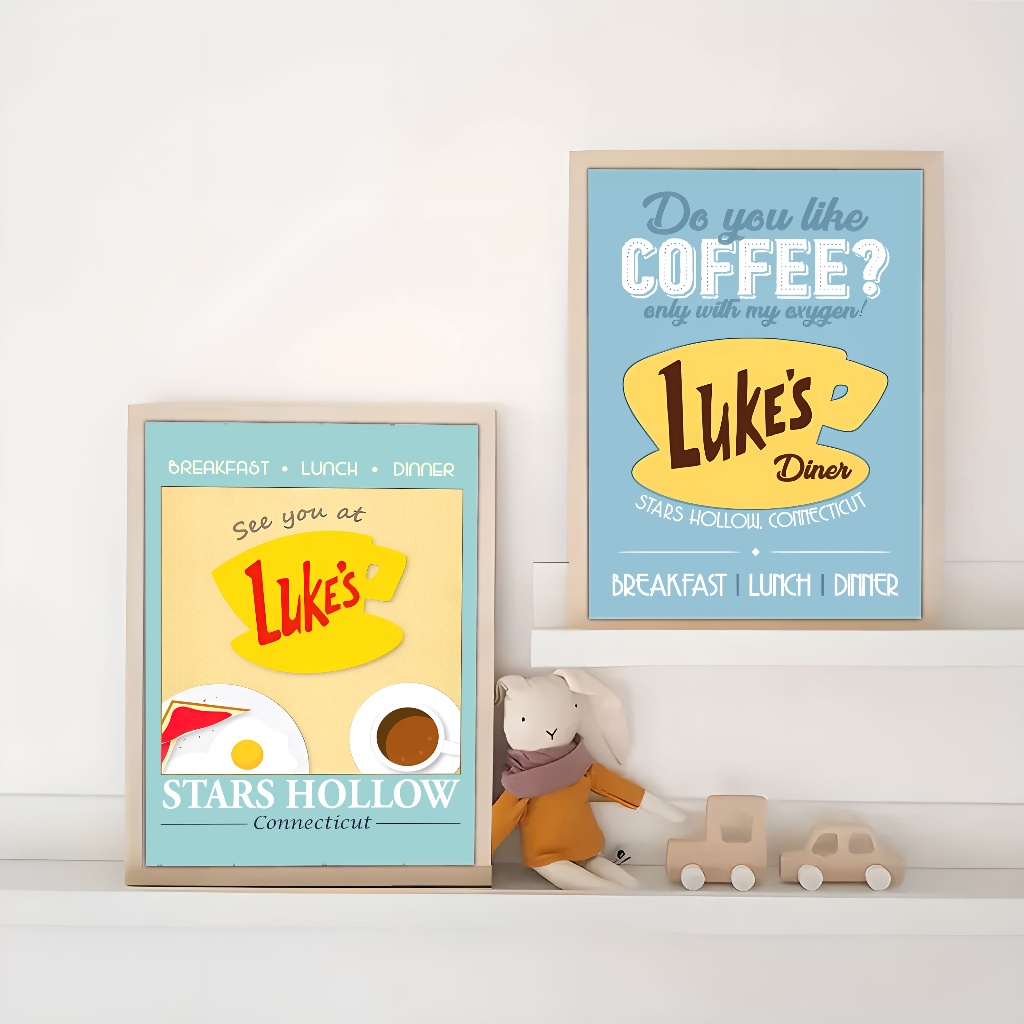 BREAKFAST • LUNCH • DINNER
See you at
LUKE'S
STARS HOLLOW
Connecticut
Do you like
COFFEE?
only with my oxygen!
LUKE'S
Diner
STARS HOLLOW, CONNECTICUT
BREAKFAST | LUNCH | DINNER